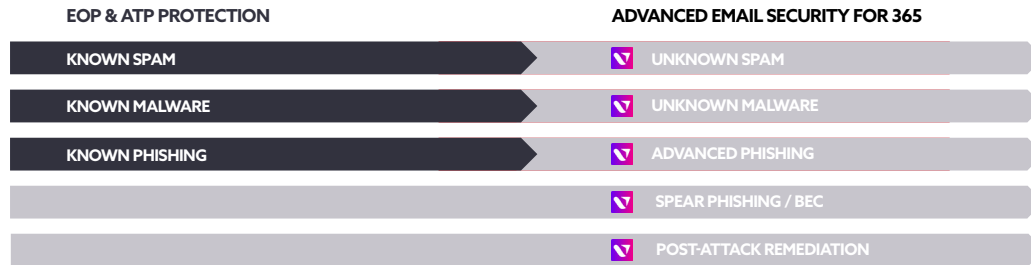 EOP & ATP PROTECTION
ADVANCED EMAIL SECURITY FOR 365
KNOWN SPAM
UNKNOWN SPAM
KNOWN MALWARE
UNKNOWN MALWARE
KNOWN PHISHING
ADVANCED PHISHING
SPEAR PHISHING / BEC
POST-ATTACK REMEDIATION